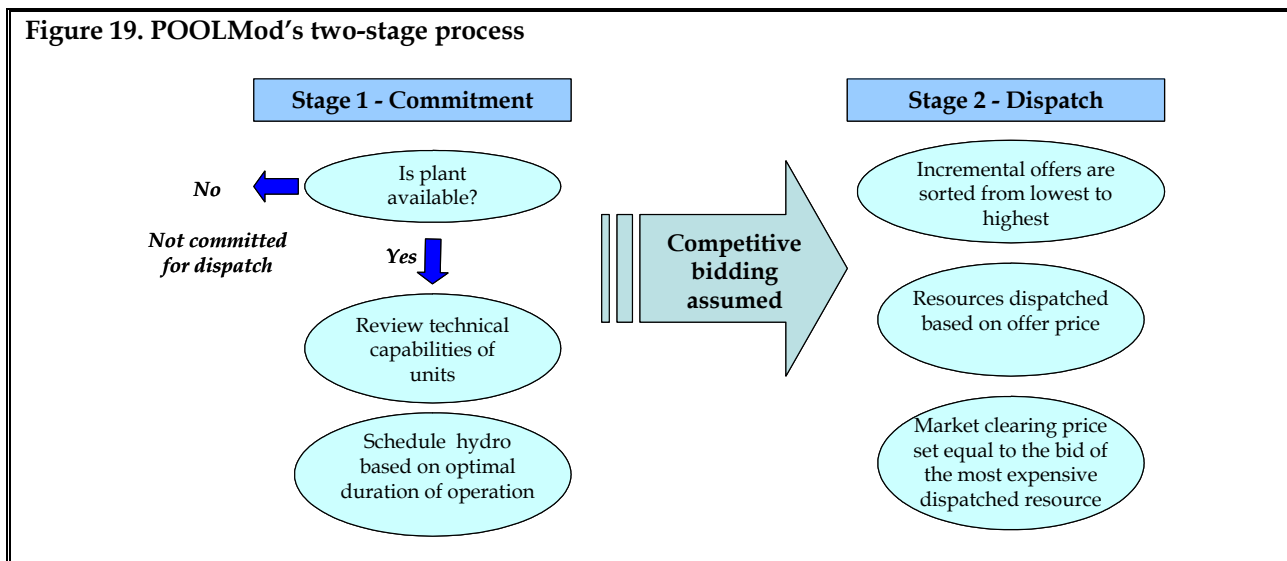 Figure 19. POOLMod's two-stage process
Stage 1 - Commitment
Is plant
available?
No
Not committed
for dispatch
Yes
Review technical
capabilities of
units
Schedule hydro
based on optimal
duration of operation
Competitive
bidding
assumed
Stage 2 - Dispatch
Incremental offers are
sorted from lowest to
highest
Resources dispatched
based on offer price
Market clearing price
set equal to the bid of
the most expensive
dispatched resource